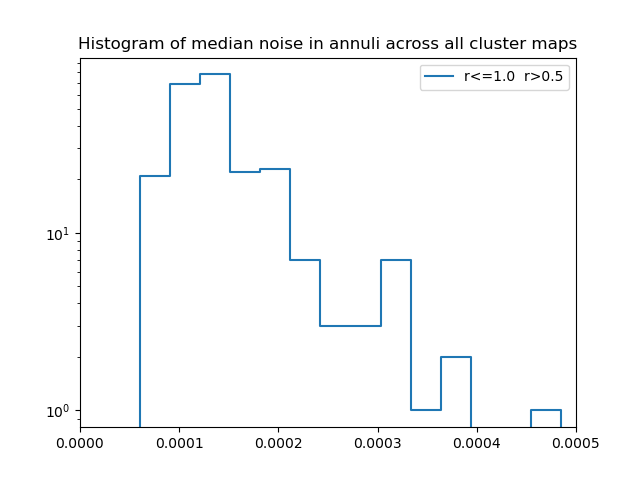 Histogram of median noise in annuli across all cluster maps
r<=1.0  r>0.5
10¹
10⁰
0.0000 0.0001 0.0002 0.0003 0.0004 0.0005